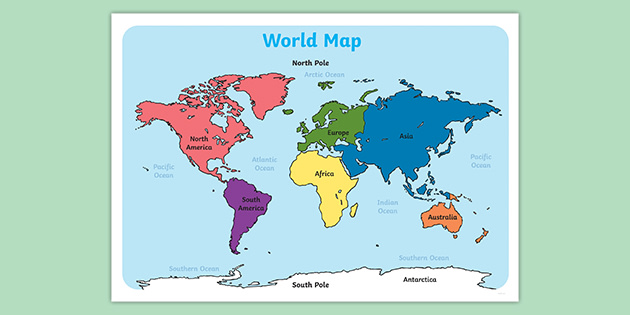 World Map
North Pole
Arctic Ocean
North
America
Europe
Asia
Pacific
Ocean
Atlantic
Ocean
Pacific
Ocean
Africa
South
America
Indian
Ocean
Australia
Southern Ocean
Southern Ocean
South Pole
Antarctica